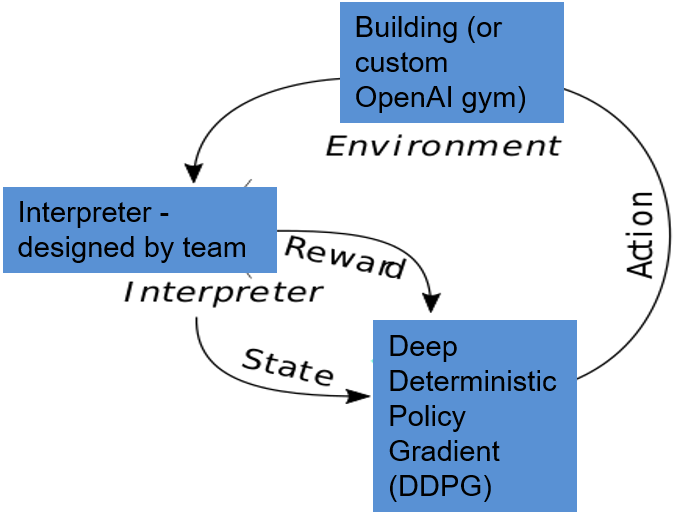 Building (or
custom
OpenAI gym)
Environment
Interpreter -
designed by team
Reward
Interpreter
Action
State
Deep
Deterministic
Policy
Gradient
(DDPG)